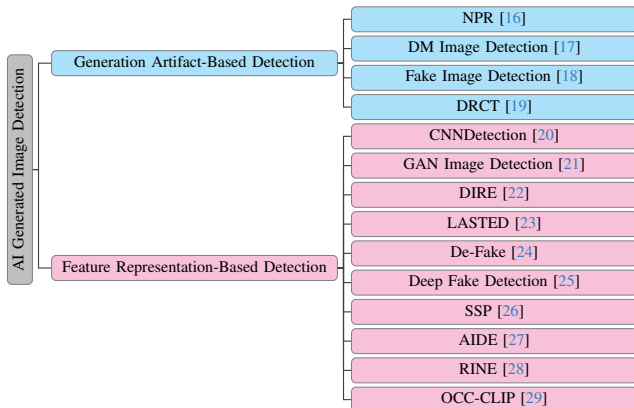 AI Generated Image Detection
Generation Artifact-Based Detection
NPR [16]
DM Image Detection [17]
Fake Image Detection [18]
DRCT [19]
Feature Representation-Based Detection
CNNDetection [20]
GAN Image Detection [21]
DIRE [22]
LASTED [23]
De-Fake [24]
Deep Fake Detection [25]
SSP [26]
AIDE [27]
RINE [28]
OCC-CLIP [29]